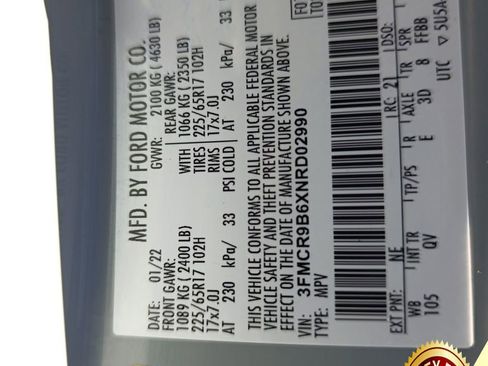 MFD. BY FORD MOTOR CO.
DATE: 01/22 GVWR: 2100 KG ( 4630 LB)
FRONT GAWR: REAR GAWR:
1089 KG ( 2400 LB) WITH 1066 KG ( 2350 LB)
225/65R17 102H TIRES 225/65R17 102H
17x7.0J RIMS 17x7.0J
AT 230 kPa/ 33 PSI COLD AT 230 kPa/ 33
THIS VEHICLE CONFORMS TO ALL APPLICABLE FEDERAL MOTOR
VEHICLE SAFETY AND THEFT PREVENTION STANDARDS IN
EFFECT ON THE DATE OF MANUFACTURE SHOWN ABOVE.
VIN: 3FMCR9B6XNRD02990
TYPE: MPV
EXT PNT: NE RC: 21 DSO:
WB INT TR TP/PS R AXLE TR SPR
105 QV E 3D 8 FFBB
UTC ▽ 5USA-